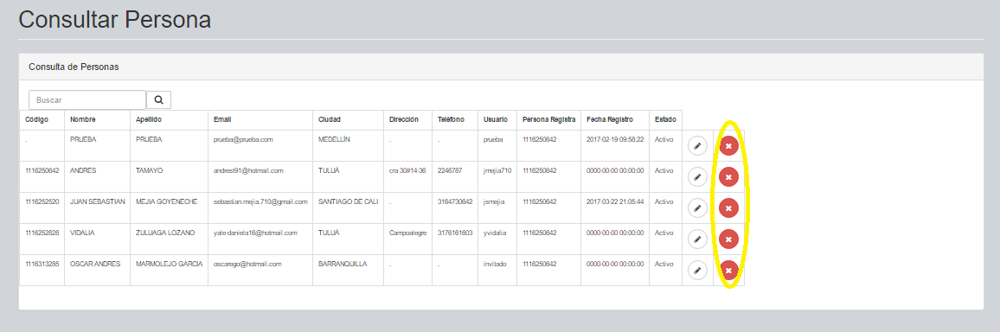 Consultar Persona
Consulta de Personas
Buscar
Código Nombre Apellido Email Ciudad Dirección Teléfono Usuario Persona Registra Fecha Registro Estado
. PRUEBA PRUEBA prueba@prueba.com MEDELLÍN . . prueba 1116250642 2017-02-19 09:58:22 Activo
1116250642 ANDRES TAMAYO andrest91@hotmail.com TULUÁ cra 30#14-36 2246787 jmejia710 1116250642 0000-00-00 00:00:00 Activo
1116252520 JUAN SEBASTIAN MEJIA GOYENECHE sebastian.mejia.710@gmail.com SANTIAGO DE CALI . 3164730642 jsmejia 1116250642 2017-03-22 21:05:44 Activo
1116252828 VIDALIA ZULUAGA LOZANO yale-daniela16@hotmail.com TULUÁ Campoalegre 3176161603 yvidalia 1116250642 0000-00-00 00:00:00 Activo
1116313285 OSCAR ANDRES MARMOLEJO GARCIA oscarego@hotmail.com BARRANQUILLA . . invitado 1116250642 0000-00-00 00:00:00 Activo